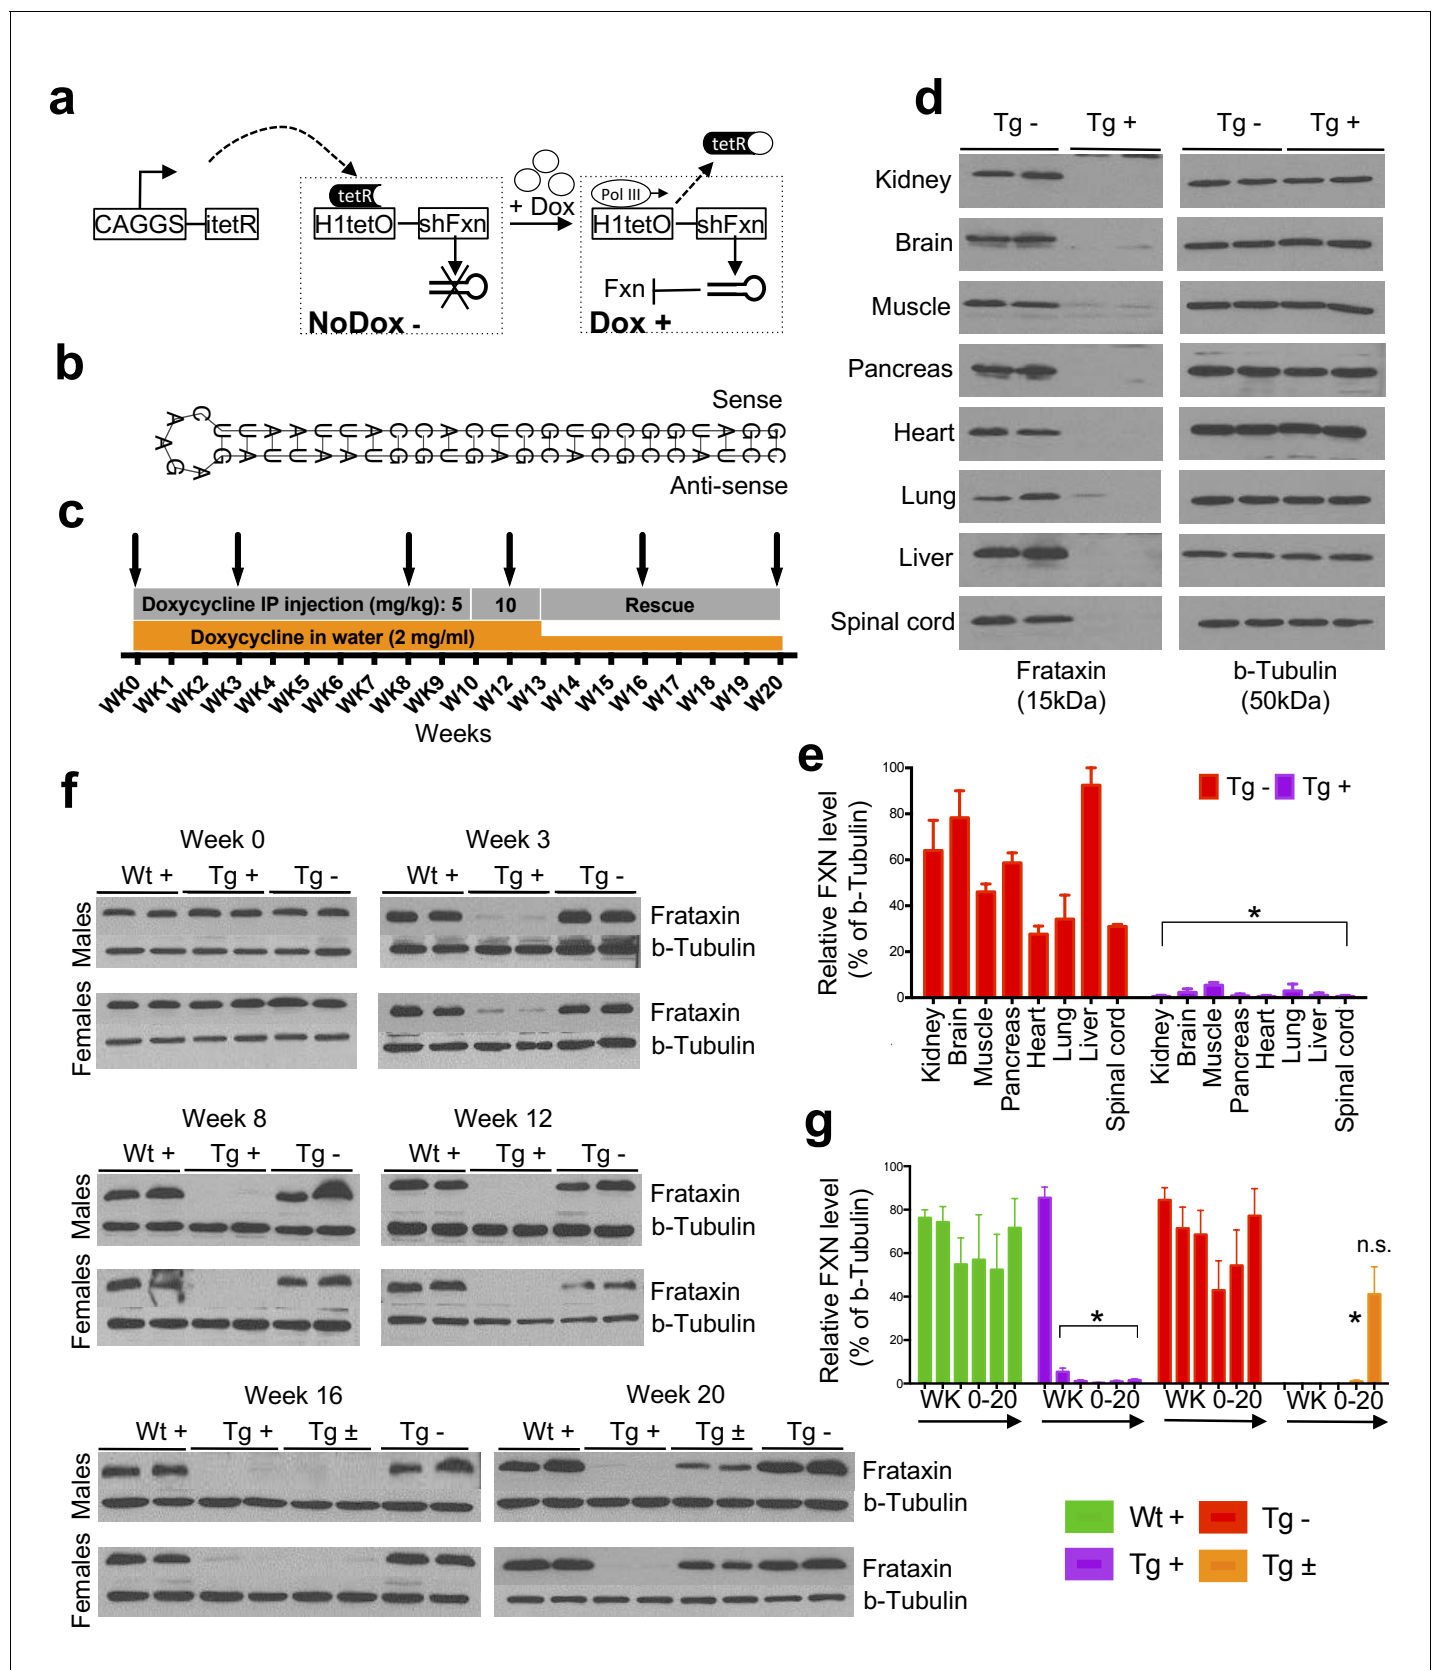 a
CAGGS
itetR
tetR
H1tetO
shFxn
NoDox -
+ Dox
tetR
Pol III
H1tetO
shFxn
Fxn
Dox +
b
Sense
C U U A A U U A C C A C U C G U G C G G U A G G
A A G A
G A U U A A U G G U G A G C A C G C C A U C C
Anti-sense
c
Doxycycline IP injection (mg/kg): 5
10
Rescue
Doxycycline in water (2 mg/ml)
WK0 WK1 WK2 WK3 WK4 WK5 WK6 WK7 WK8 WK9 W10 W12 W13 W14 W15 W16 W17 W18 W19 W20
Weeks
d
Tg - Tg + Tg - Tg +
Kidney
Brain
Muscle
Pancreas
Heart
Lung
Liver
Spinal cord
Frataxin b-Tubulin
(15kDa) (50kDa)
e
Relative FXN level
(% of b-Tubulin)
100
80
60
40
20
0
Tg - Tg +
*
Kidney Brain Muscle Pancreas Heart Lung Liver Spinal cord
Kidney Brain Muscle Pancreas Heart Lung Liver Spinal cord
f
Week 0
Wt + Tg + Tg -
Males
Females
Week 3
Wt + Tg + Tg -
Frataxin
b-Tubulin
Frataxin
b-Tubulin
Week 8
Wt + Tg + Tg -
Males
Females
Week 12
Wt + Tg + Tg -
Frataxin
b-Tubulin
Frataxin
b-Tubulin
Week 16
Wt + Tg + Tg ± Tg -
Males
Females
Week 20
Wt + Tg + Tg ± Tg -
Frataxin
b-Tubulin
Frataxin
b-Tubulin
g
Relative FXN level
(% of b-Tubulin)
100
80
60
40
20
0
*
*
n.s.
WK 0-20 WK 0-20 WK 0-20 WK 0-20
Wt + Tg -
Tg + Tg ±